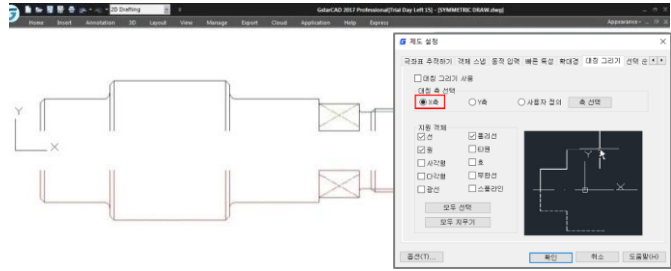 2D Drafting
GstarCAD 2017 Professional(Trial Day Left 15) - [SYMMETRIC DRAW.dwg]
Home Insert Annotation 3D Layout View Manage Export Cloud Application Help Express
Appearance
Y
X
제도 설정
극좌표 추적하기 객체 스냅 동적 입력 빠른 특성 확대경 대칭 그리기 선택 순
대칭 그리기 사용
대칭 축 선택
X축 Y축 사용자 정의 축 선택
지원 객체
선 폴리선
원 타원
사각형 호
다각형 무한선
광선 스플라인
모두 선택
모두 지우기
Y
X
옵션(T)... 확인 취소 도움말(H)